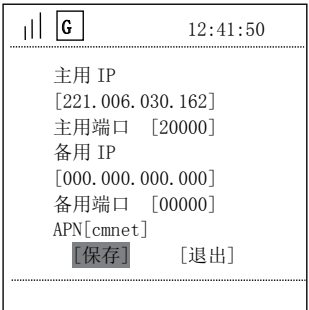 G 12:41:50
主用 IP
[221.006.030.162]
主用端口 [20000]
备用 IP
[000.000.000.000]
备用端口 [00000]
APN[cmnet]
[保存] [退出]